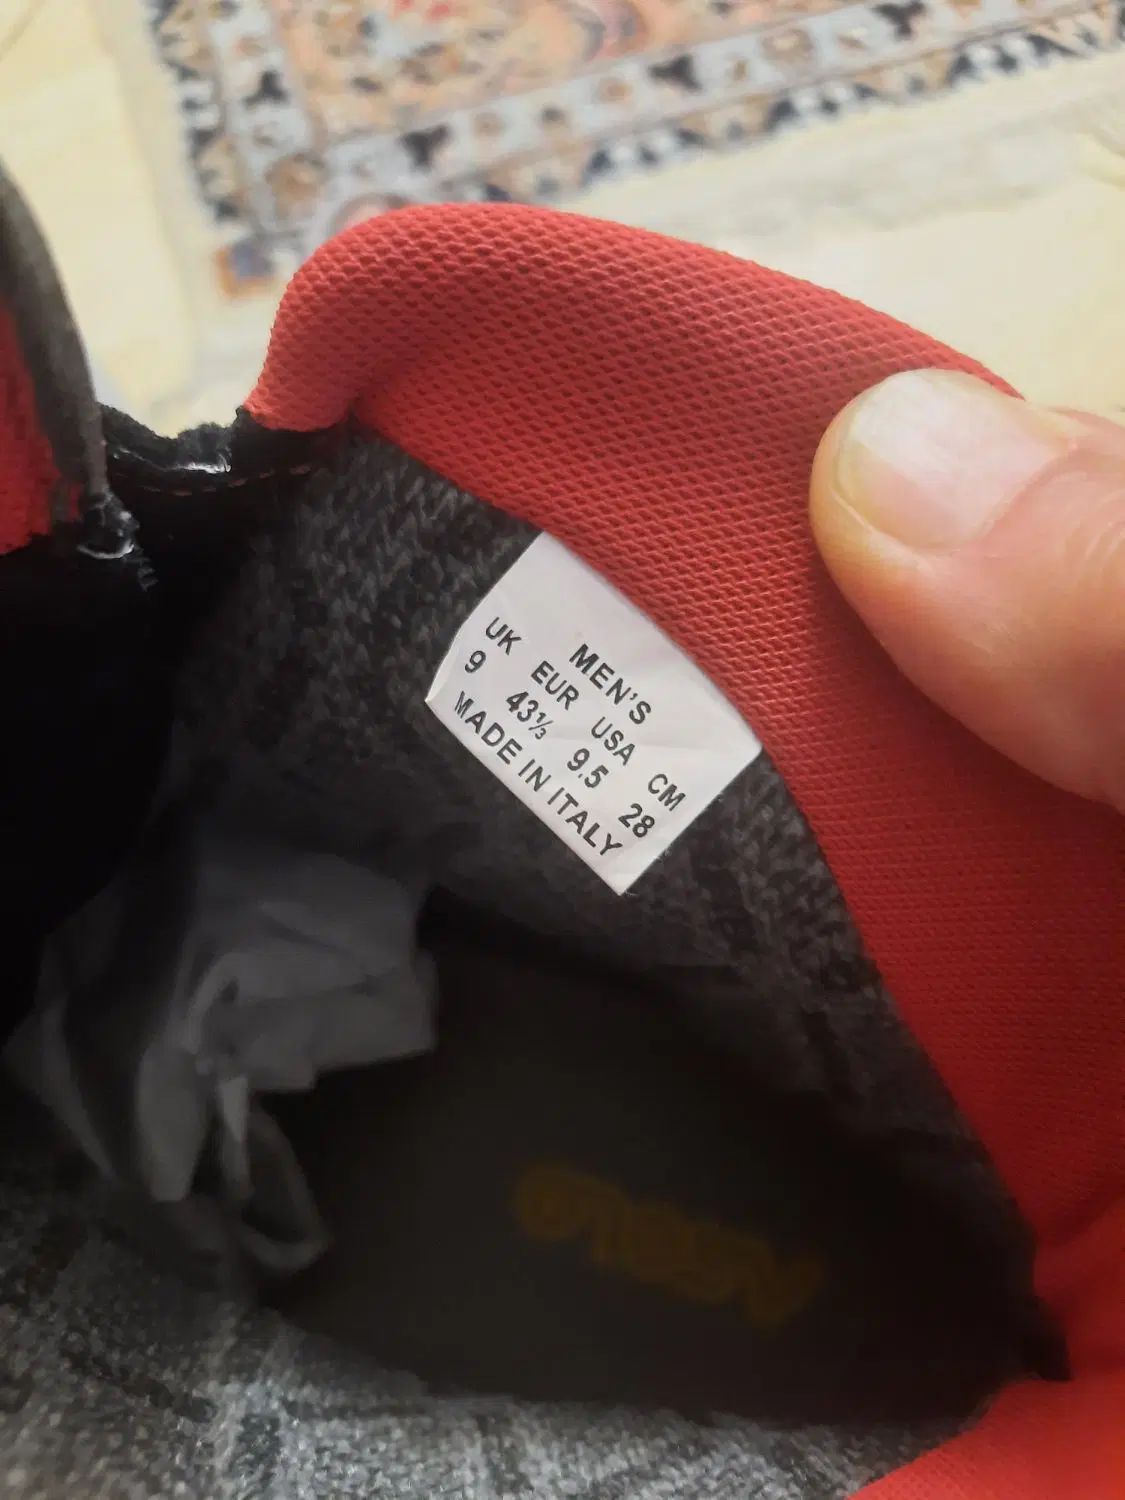 MEN'S
UK EUR USA CM
9 43⅓ 9.5 28
MADE IN ITALY